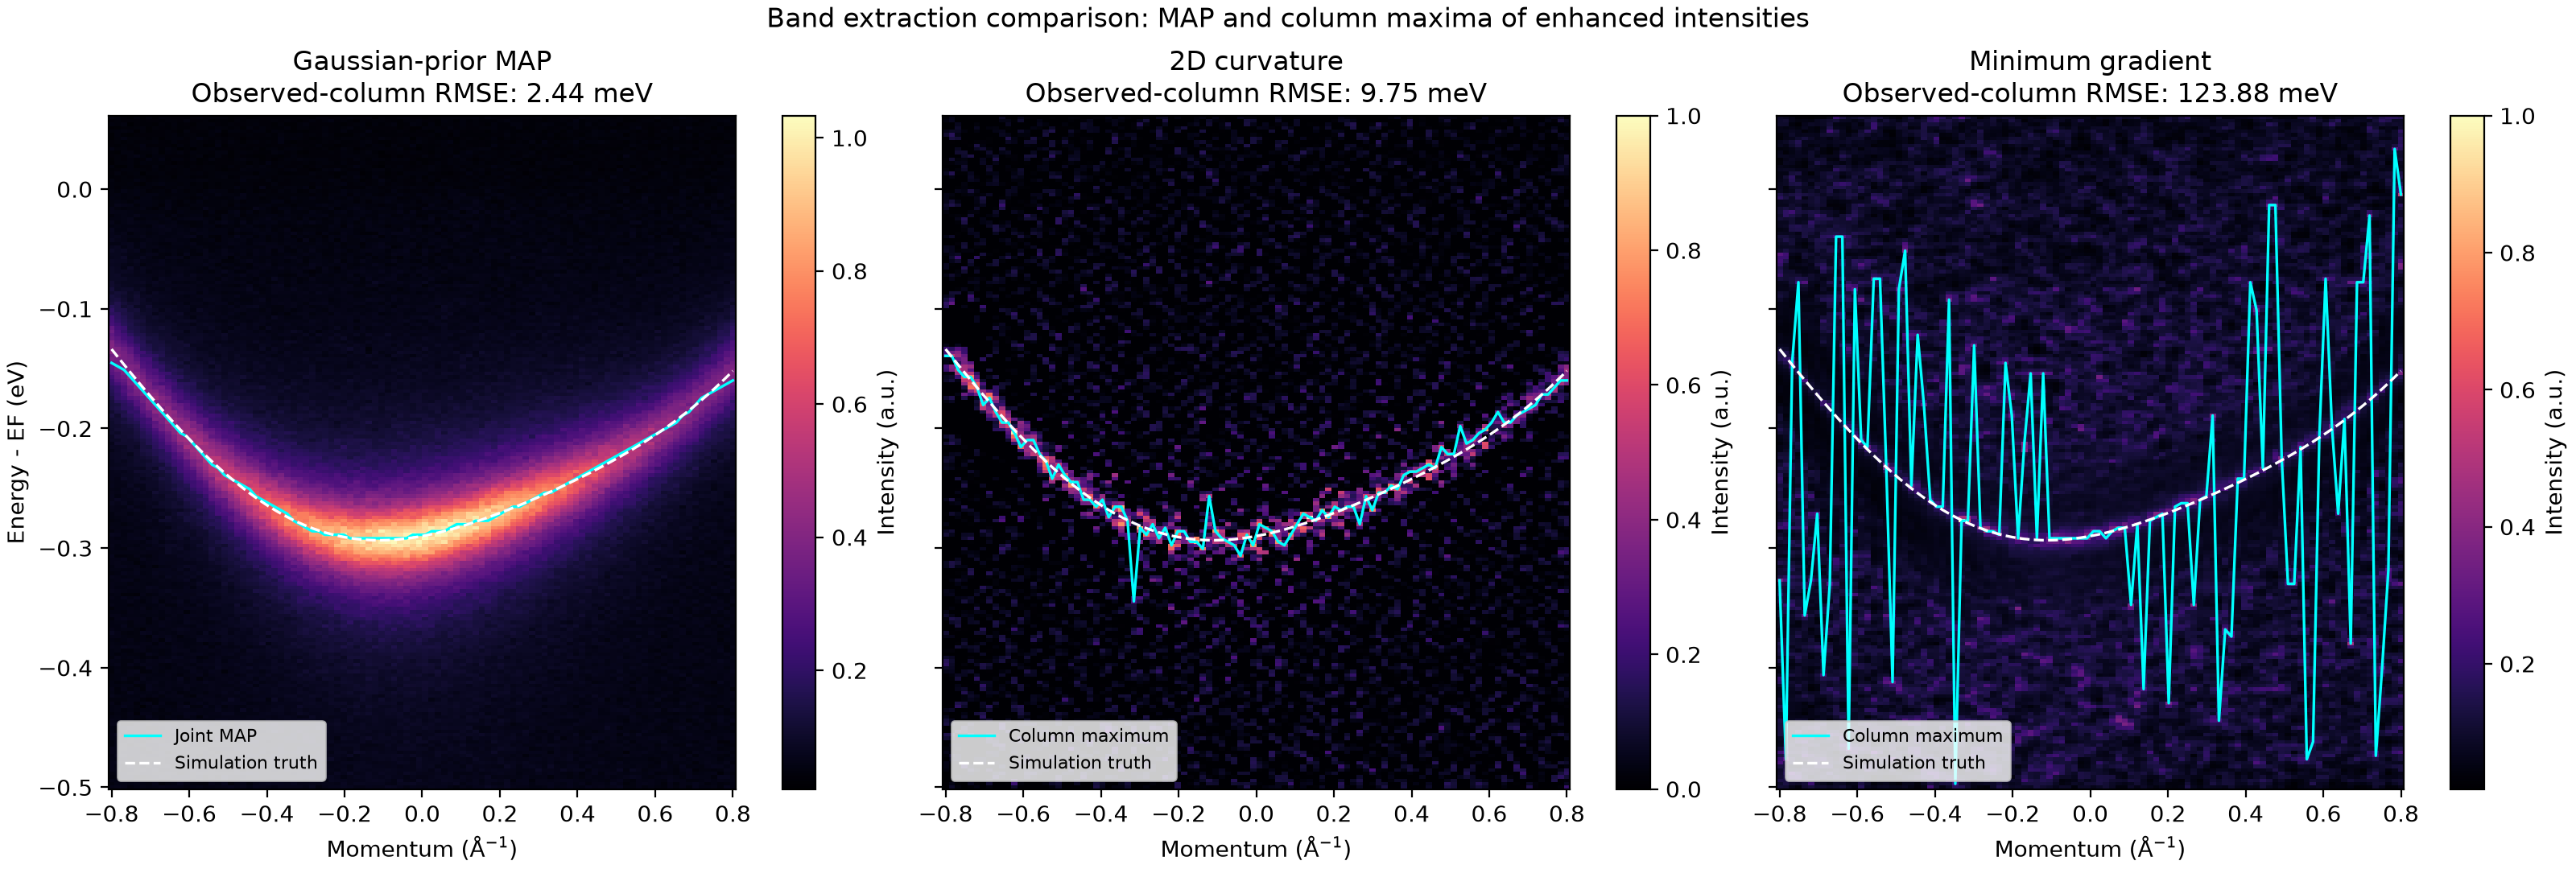 Band extraction comparison: MAP and column maxima of enhanced intensities
Gaussian-prior MAP
Observed-column RMSE: 2.44 meV
Energy - EF (eV)
0.0
−0.1
−0.2
−0.3
−0.4
−0.5
Joint MAP
Simulation truth
−0.8 −0.6 −0.4 −0.2 0.0 0.2 0.4 0.6 0.8
Momentum (Å⁻¹)
1.0
0.8
0.6
0.4
0.2
Intensity (a.u.)
2D curvature
Observed-column RMSE: 9.75 meV
Column maximum
Simulation truth
−0.8 −0.6 −0.4 −0.2 0.0 0.2 0.4 0.6 0.8
Momentum (Å⁻¹)
1.0
0.8
0.6
0.4
0.2
0.0
Intensity (a.u.)
Minimum gradient
Observed-column RMSE: 123.88 meV
Column maximum
Simulation truth
−0.8 −0.6 −0.4 −0.2 0.0 0.2 0.4 0.6 0.8
Momentum (Å⁻¹)
1.0
0.8
0.6
0.4
0.2
Intensity (a.u.)